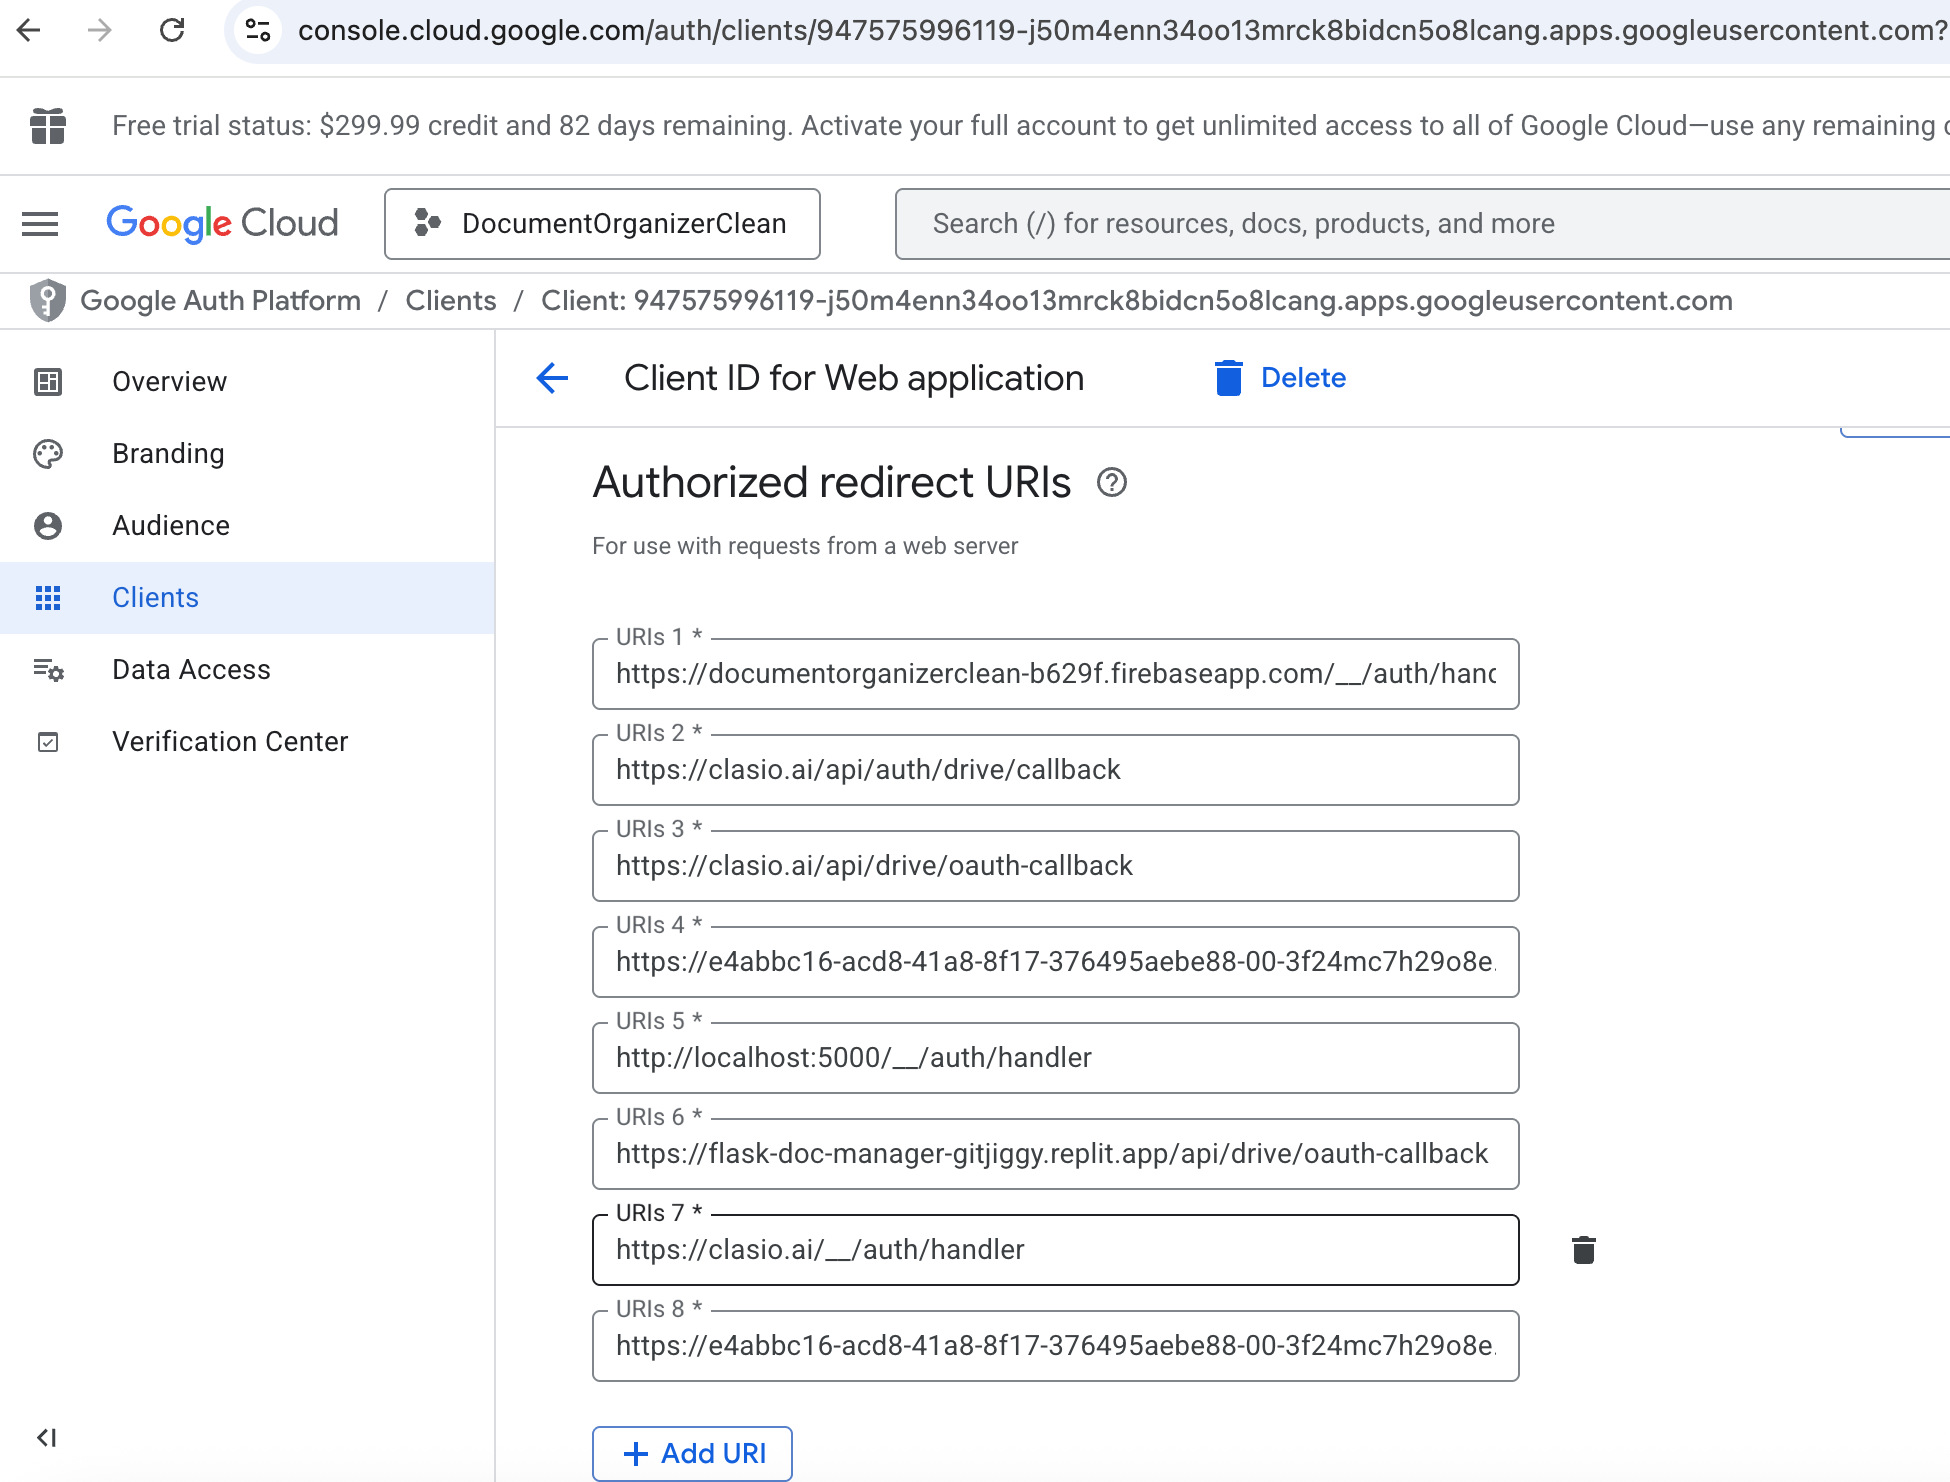 console.cloud.google.com/auth/clients/947575996119-j50m4enn34oo13mrck8bidcn5o8lcang.apps.googleusercontent.com?
Free trial status: $299.99 credit and 82 days remaining. Activate your full account to get unlimited access to all of Google Cloud—use any remaining
Google Cloud
DocumentOrganizerClean
Search (/) for resources, docs, products, and more
Google Auth Platform / Clients / Client: 947575996119-j50m4enn34oo13mrck8bidcn5o8lcang.apps.googleusercontent.com
Overview
Branding
Audience
Clients
Data Access
Verification Center
Client ID for Web application
Delete
Authorized redirect URIs
For use with requests from a web server
URIs 1 *
https://documentorganizerclean-b629f.firebaseapp.com/__/auth/hand
URIs 2 *
https://clasio.ai/api/auth/drive/callback
URIs 3 *
https://clasio.ai/api/drive/oauth-callback
URIs 4 *
https://e4abbc16-acd8-41a8-8f17-376495aebe88-00-3f24mc7h29o8e.
URIs 5 *
http://localhost:5000/__/auth/handler
URIs 6 *
https://flask-doc-manager-gitjiggy.replit.app/api/drive/oauth-callback
URIs 7 *
https://clasio.ai/__/auth/handler
URIs 8 *
https://e4abbc16-acd8-41a8-8f17-376495aebe88-00-3f24mc7h29o8e.
+ Add URI